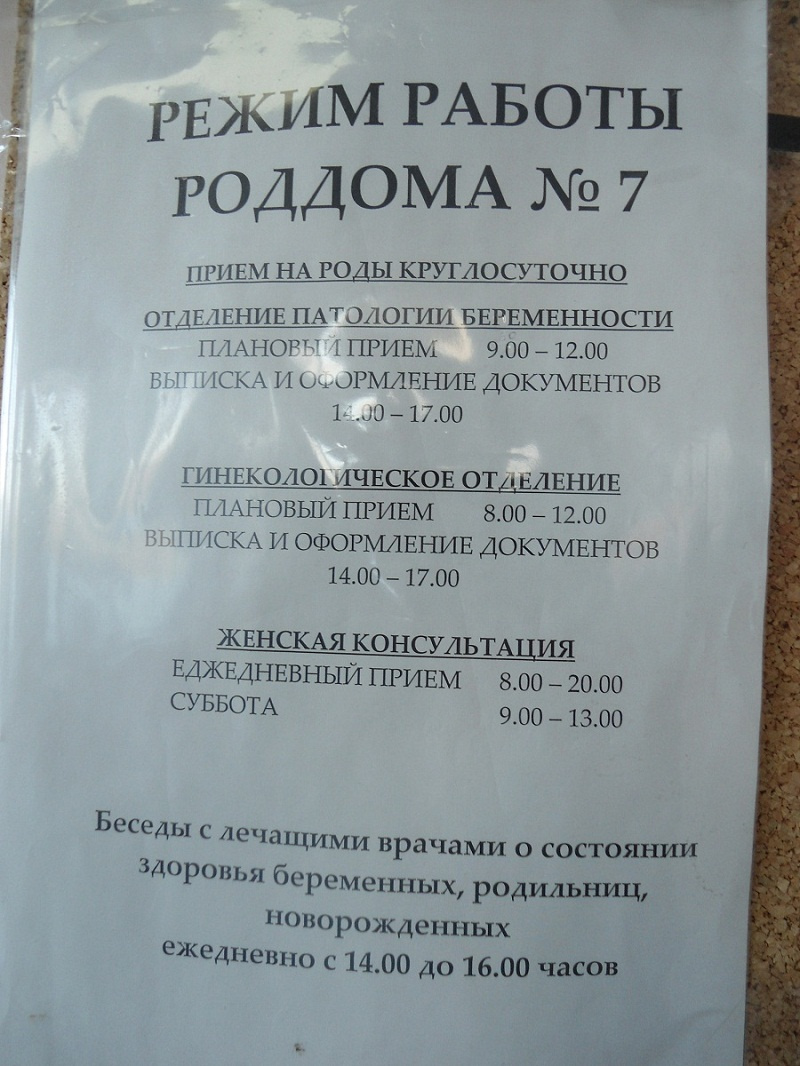 РЕЖИМ РАБОТЫ
РОДДОМА № 7
ПРИЕМ НА РОДЫ КРУГЛОСУТОЧНО
ОТДЕЛЕНИЕ ПАТОЛОГИИ БЕРЕМЕННОСТИ
ПЛАНОВЫЙ ПРИЕМ 9.00 – 12.00
ВЫПИСКА И ОФОРМЛЕНИЕ ДОКУМЕНТОВ
14.00 – 17.00
ГИНЕКОЛОГИЧЕСКОЕ ОТДЕЛЕНИЕ
ПЛАНОВЫЙ ПРИЕМ 8.00 – 12.00
ВЫПИСКА И ОФОРМЛЕНИЕ ДОКУМЕНТОВ
14.00 – 17.00
ЖЕНСКАЯ КОНСУЛЬТАЦИЯ
ЕДЖЕДНЕВНЫЙ ПРИЕМ 8.00 – 20.00
СУББОТА 9.00 – 13.00
Беседы с лечащими врачами о состоянии
здоровья беременных, родильниц,
новорожденных
ежедневно с 14.00 до 16.00 часов